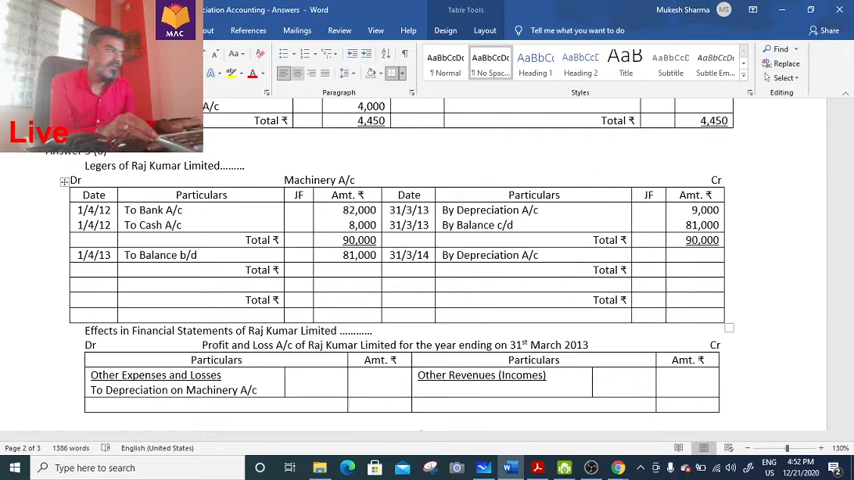 ciation Accounting - Answers - Word
Table Tools
Mukesh Sharma
MS
MAC
out References Mailings Review View Help
Design Layout
Tell me what you want to do
Share
Aa
AaBbCcDc AaBbCcDc AaBbCc AaBbCcD AaB AaBbCcD AaBbCcDc
¶ Normal ¶ No Spac... Heading 1 Heading 2 Title Subtitle Subtle Em...
Find
Replace
Select
Paragraph Styles Editing
Live
A/c 4,000
Total ₹ 4,450 Total ₹ 4,450
Legers of Raj Kumar Limited………
Dr Machinery A/c Cr
Date Particulars JF Amt. ₹ Date Particulars JF Amt. ₹
1/4/12 To Bank A/c 82,000 31/3/13 By Depreciation A/c 9,000
1/4/12 To Cash A/c 8,000 31/3/13 By Balance c/d 81,000
Total ₹ 90,000 Total ₹ 90,000
1/4/13 To Balance b/d 81,000 31/3/14 By Depreciation A/c
Total ₹ Total ₹
Total ₹ Total ₹
Effects in Financial Statements of Raj Kumar Limited …………
Dr Profit and Loss A/c of Raj Kumar Limited for the year ending on 31st March 2013 Cr
Particulars Amt. ₹ Particulars Amt. ₹
Other Expenses and Losses Other Revenues (Incomes)
To Depreciation on Machinery A/c
Page 2 of 3 1386 words English (United States) 130%
Type here to search
ENG
US
4:52 PM
12/21/2020